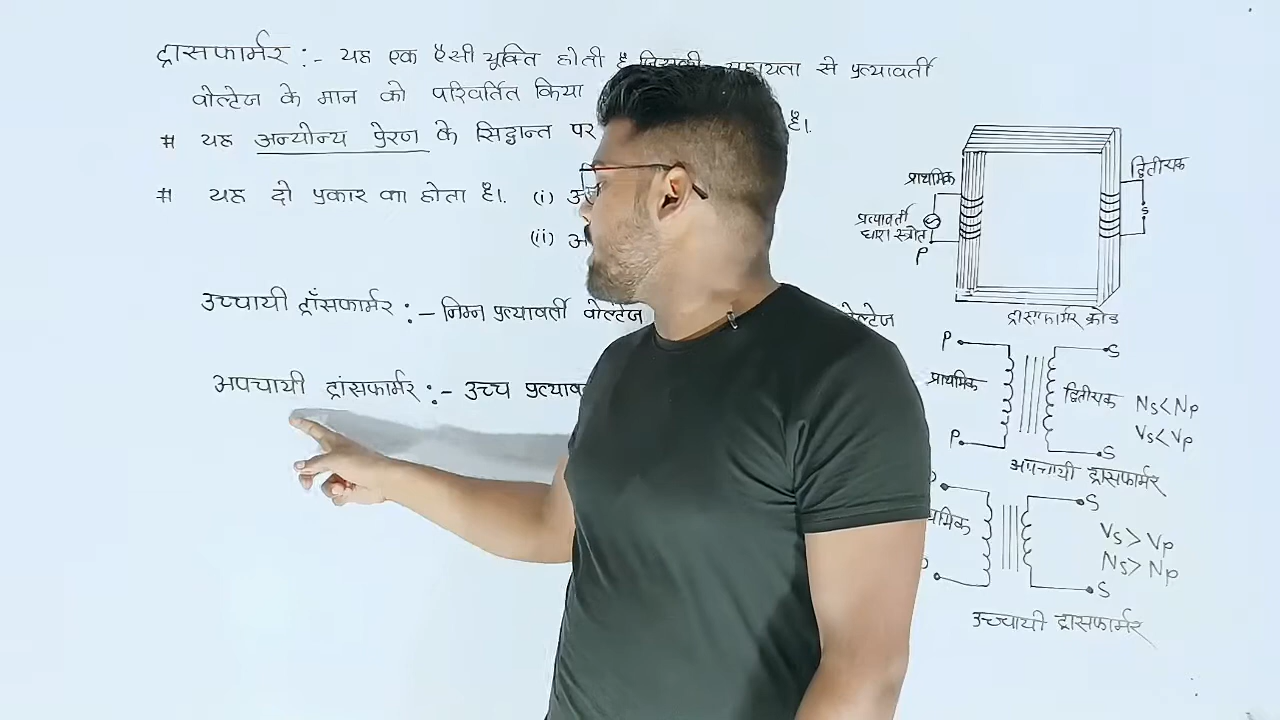 ट्रासफार्मर :- यह एक ऐसी युक्ति होती है जिसकी सहायता से प्रत्यावर्ती
वोल्टेज के मान को परिवर्तित किया
# यह अन्योन्य प्रेरण के सिद्धान्त पर है।
# यह दो प्रकार का होता है। (i)
(ii)
उच्चायी ट्राँसफार्मर :- निम्न प्रत्यावर्ती वोल्टेज वोल्टेज
अपचायी ट्रांसफार्मर :- उच्च
प्राथमिक
द्वितीयक
प्रत्यावर्ती
धारा स्त्रोत
P
S
ट्रासफार्मर क्रोड
P S
प्राथमिक द्वितीयक Ns<Np
Vs<Vp
P S
अपचायी ट्रासफार्मर
S
Vs>Vp
Ns>Np
S
उच्चायी ट्रासफार्मर